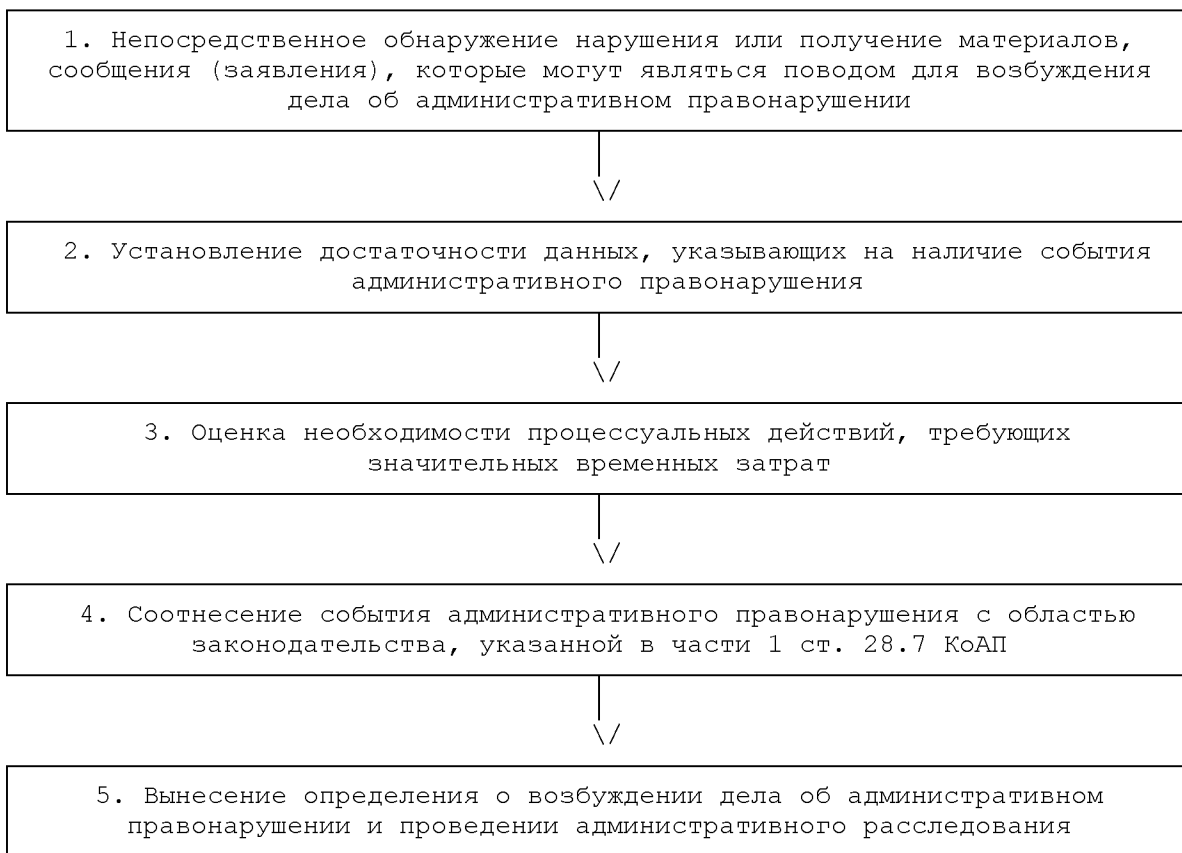 1. Непосредственное обнаружение нарушения или получение материалов,
сообщения (заявления), которые могут являться поводом для возбуждения
дела об административном правонарушении
\/
2. Установление достаточности данных, указывающих на наличие события
административного правонарушения
\/
3. Оценка необходимости процессуальных действий, требующих
значительных временных затрат
\/
4. Соотнесение события административного правонарушения с областью
законодательства, указанной в части 1 ст. 28.7 КоАП
\/
5. Вынесение определения о возбуждении дела об административном
правонарушении и проведении административного расследования